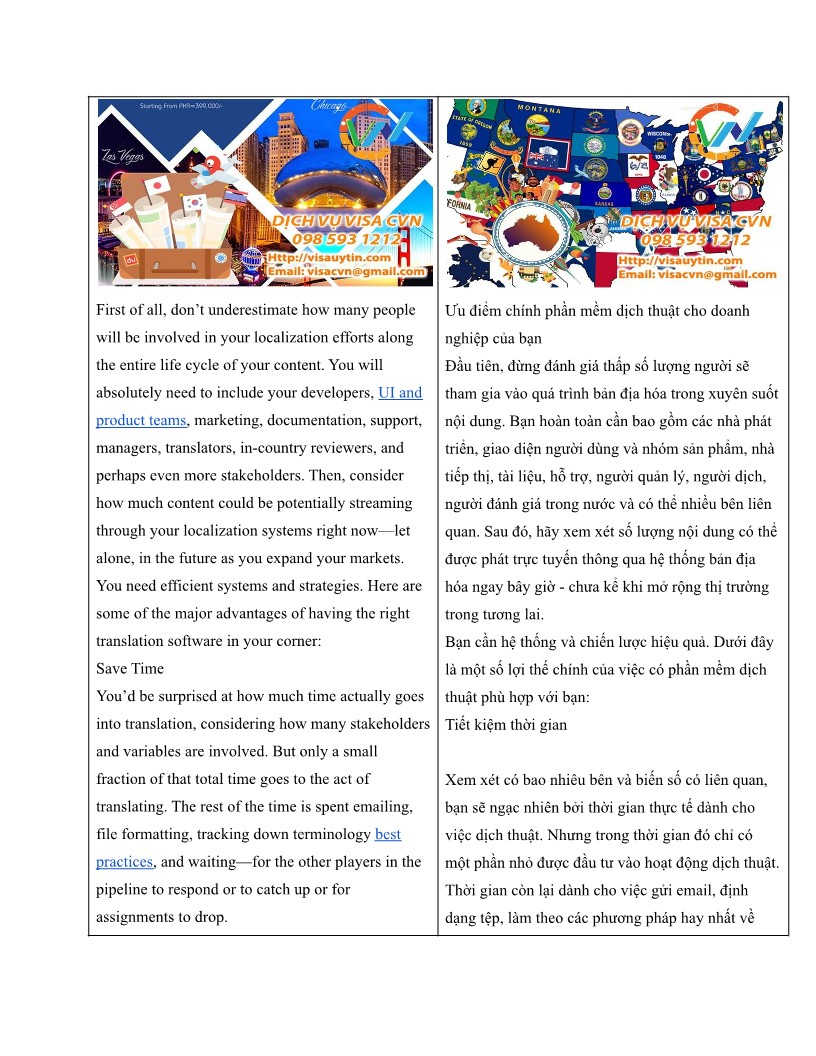 Starting From PHP=399,000/-
Chicago
Las Vegas
DỊCH VỤ VISA CVN
098 593 1212
Http://visauytin.com
Email: visacvn@gmail.com
First of all, don’t underestimate how many people
will be involved in your localization efforts along
the entire life cycle of your content. You will
absolutely need to include your developers, UI and
product teams, marketing, documentation, support,
managers, translators, in-country reviewers, and
perhaps even more stakeholders. Then, consider
how much content could be potentially streaming
through your localization systems right now—let
alone, in the future as you expand your markets.
You need efficient systems and strategies. Here are
some of the major advantages of having the right
translation software in your corner:
Save Time
You’d be surprised at how much time actually goes
into translation, considering how many stakeholders
and variables are involved. But only a small
fraction of that total time goes to the act of
translating. The rest of the time is spent emailing,
file formatting, tracking down terminology best
practices, and waiting—for the other players in the
pipeline to respond or to catch up or for
assignments to drop.
MONTANA
STATE OF OREGON
1859
WISCONSIN
1848
KANSAS
DỊCH VỤ VISA CVN
098 593 1212
Http://visauytin.com
Email: visacvn@gmail.com
Ưu điểm chính phần mềm dịch thuật cho doanh
nghiệp của bạn
Đầu tiên, đừng đánh giá thấp số lượng người sẽ
tham gia vào quá trình bản địa hóa trong xuyên suốt
nội dung. Bạn hoàn toàn cần bao gồm các nhà phát
triển, giao diện người dùng và nhóm sản phẩm, nhà
tiếp thị, tài liệu, hỗ trợ, người quản lý, người dịch,
người đánh giá trong nước và có thể nhiều bên liên
quan. Sau đó, hãy xem xét số lượng nội dung có thể
được phát trực tuyến thông qua hệ thống bản địa
hóa ngay bây giờ - chưa kể khi mở rộng thị trường
trong tương lai.
Bạn cần hệ thống và chiến lược hiệu quả. Dưới đây
là một số lợi thế chính của việc có phần mềm dịch
thuật phù hợp với bạn:
Tiết kiệm thời gian
Xem xét có bao nhiêu bên và biến số có liên quan,
bạn sẽ ngạc nhiên bởi thời gian thực tế dành cho
việc dịch thuật. Nhưng trong thời gian đó chỉ có
một phần nhỏ được đầu tư vào hoạt động dịch thuật.
Thời gian còn lại dành cho việc gửi email, định
dạng tệp, làm theo các phương pháp hay nhất về